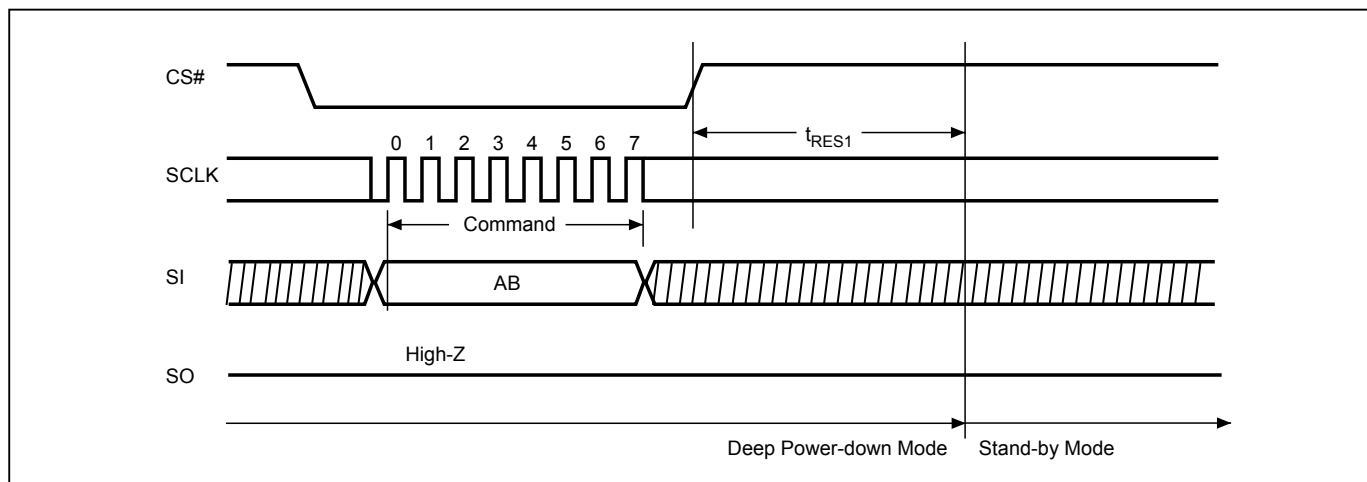 CS#
tRES1
0 1 2 3 4 5 6 7
SCLK
Command
SI
AB
High-Z
SO
Deep Power-down Mode Stand-by Mode